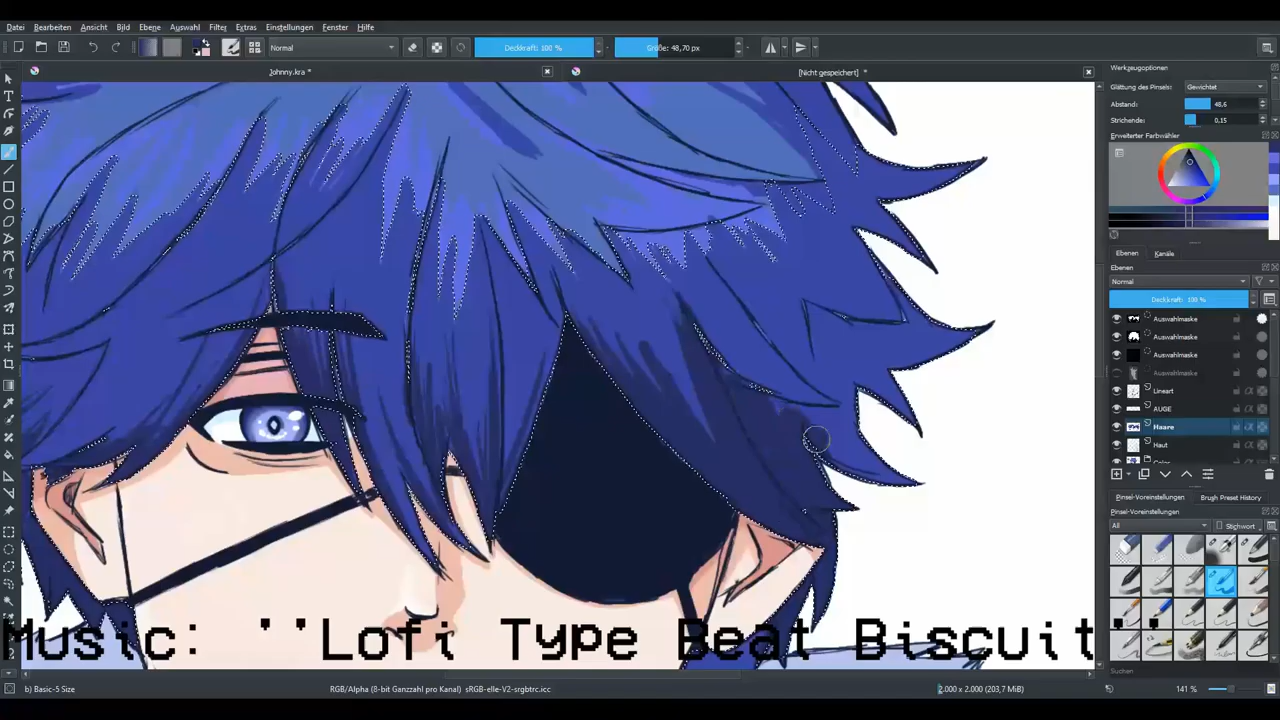 Datei Bearbeiten Ansicht Bild Ebene Auswahl Filter Extras Einstellungen Fenster Hilfe
Normal
Deckkraft: 100 %
Größe: 48,70 px
Johnny.kra *
[Nicht gespeichert] *
Werkzeugoptionen
Glättung des Pinsels: Gewichtet
Abstand: 48,6
Strichende: 0,15
Erweiterter Farbwähler
Ebenen Kanäle
Ebenen
Normal
Deckkraft: 100 %
Auswahlmaske
Auswahlmaske
Auswahlmaske
Auswahlmaske
Lineart
AUGE
Haare
Haut
Color
Pinsel-Voreinstellungen Brugh Preset History
Pinsel-Voreinstellungen
All
Stichwort
Suchen
Music: ''Lofi Type Beat Biscuit
b) Basic-5 Size
RGB/Alpha (8-bit Ganzzahl pro Kanal) sRGB-elle-V2-srgbtrc.icc
2.000 x 2.000 (203,7 MiB)
141 %